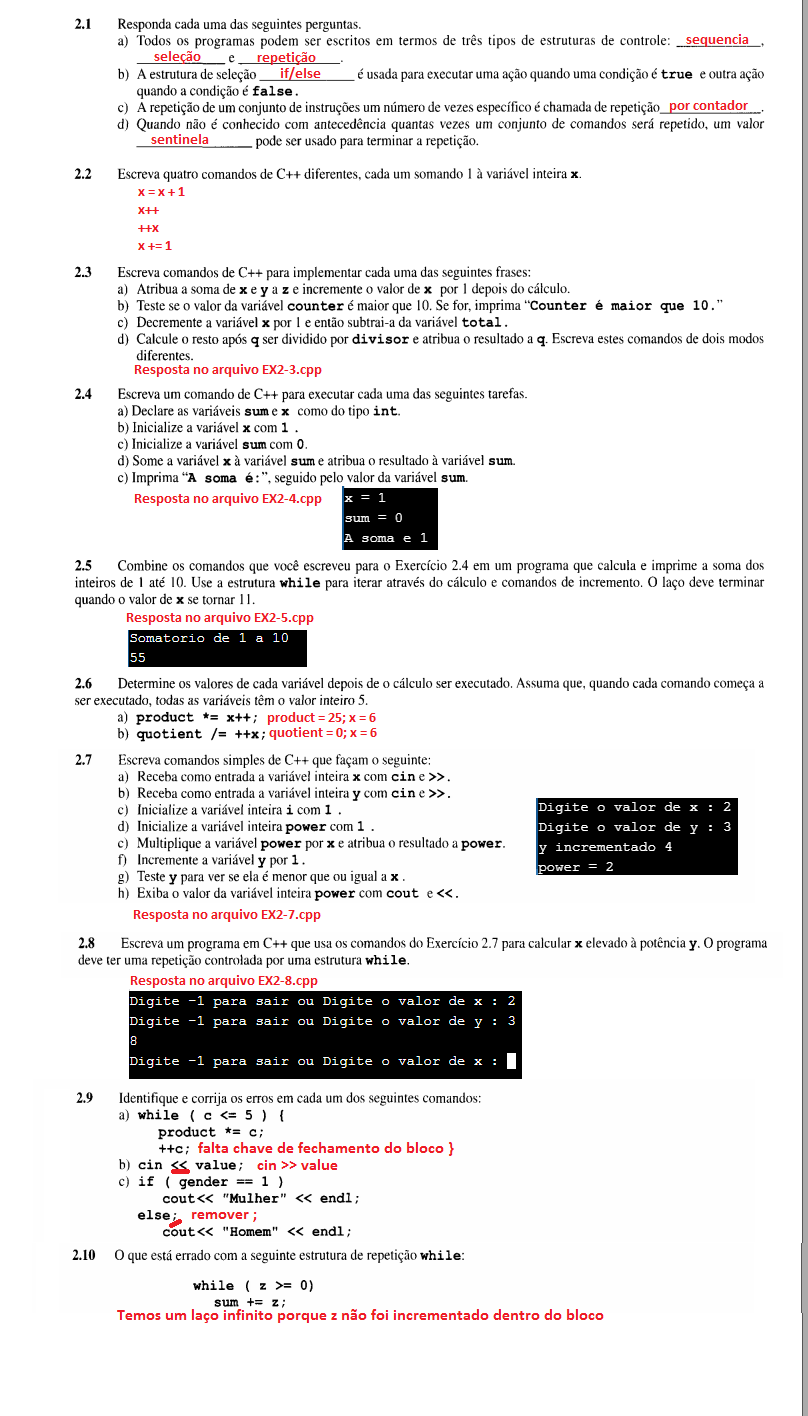 2.1 Responda cada uma das seguintes perguntas.
a) Todos os programas podem ser escritos em termos de três tipos de estruturas de controle: sequencia,
seleção e repetição.
b) A estrutura de seleção if/else é usada para executar uma ação quando uma condição é true e outra ação
quando a condição é false.
c) A repetição de um conjunto de instruções um número de vezes específico é chamada de repetição por contador.
d) Quando não é conhecido com antecedência quantas vezes um conjunto de comandos será repetido, um valor
sentinela pode ser usado para terminar a repetição.
2.2 Escreva quatro comandos de C++ diferentes, cada um somando 1 à variável inteira x.
x = x + 1
x++
++x
x += 1
2.3 Escreva comandos de C++ para implementar cada uma das seguintes frases:
a) Atribua a soma de x e y a z e incremente o valor de x por 1 depois do cálculo.
b) Teste se o valor da variável counter é maior que 10. Se for, imprima “Counter é maior que 10.”
c) Decremente a variável x por 1 e então subtrai-a da variável total.
d) Calcule o resto após q ser dividido por divisor e atribua o resultado a q. Escreva estes comandos de dois modos
diferentes.
Resposta no arquivo EX2-3.cpp
2.4 Escreva um comando de C++ para executar cada uma das seguintes tarefas.
a) Declare as variáveis sum e x como do tipo int.
b) Inicialize a variável x com 1 .
c) Inicialize a variável sum com 0.
d) Some a variável x à variável sum e atribua o resultado à variável sum.
c) Imprima “A soma é:”, seguido pelo valor da variável sum.
Resposta no arquivo EX2-4.cpp
x = 1
sum = 0
A soma e 1
2.5 Combine os comandos que você escreveu para o Exercício 2.4 em um programa que calcula e imprime a soma dos
inteiros de 1 até 10. Use a estrutura while para iterar através do cálculo e comandos de incremento. O laço deve terminar
quando o valor de x se tornar 11.
Resposta no arquivo EX2-5.cpp
Somatorio de 1 a 10
55
2.6 Determine os valores de cada variável depois de o cálculo ser executado. Assuma que, quando cada comando começa a
ser executado, todas as variáveis têm o valor inteiro 5.
a) product *= x++; product = 25; x = 6
b) quotient /= ++x; quotient = 0; x = 6
2.7 Escreva comandos simples de C++ que façam o seguinte:
a) Receba como entrada a variável inteira x com cin e >>.
b) Receba como entrada a variável inteira y com cin e >>.
c) Inicialize a variável inteira i com 1 .
d) Inicialize a variável inteira power com 1 .
c) Multiplique a variável power por x e atribua o resultado a power.
f) Incremente a variável y por 1.
g) Teste y para ver se ela é menor que ou igual a x .
h) Exiba o valor da variável inteira power com cout e <<.
Digite o valor de x : 2
Digite o valor de y : 3
y incrementado 4
power = 2
Resposta no arquivo EX2-7.cpp
2.8 Escreva um programa em C++ que usa os comandos do Exercício 2.7 para calcular x elevado à potência y. O programa
deve ter uma repetição controlada por uma estrutura while.
Resposta no arquivo EX2-8.cpp
Digite -1 para sair ou Digite o valor de x : 2
Digite -1 para sair ou Digite o valor de y : 3
8
Digite -1 para sair ou Digite o valor de x :
2.9 Identifique e corrija os erros em cada um dos seguintes comandos:
a) while ( c <= 5 ) {
product *= c;
++c; falta chave de fechamento do bloco }
b) cin << value; cin >> value
c) if ( gender == 1 )
cout<< "Mulher" << endl;
else; remover ;
cout<< "Homem" << endl;
2.10 O que está errado com a seguinte estrutura de repetição while:
while ( z >= 0)
sum += z;
Temos um laço infinito porque z não foi incrementado dentro do bloco